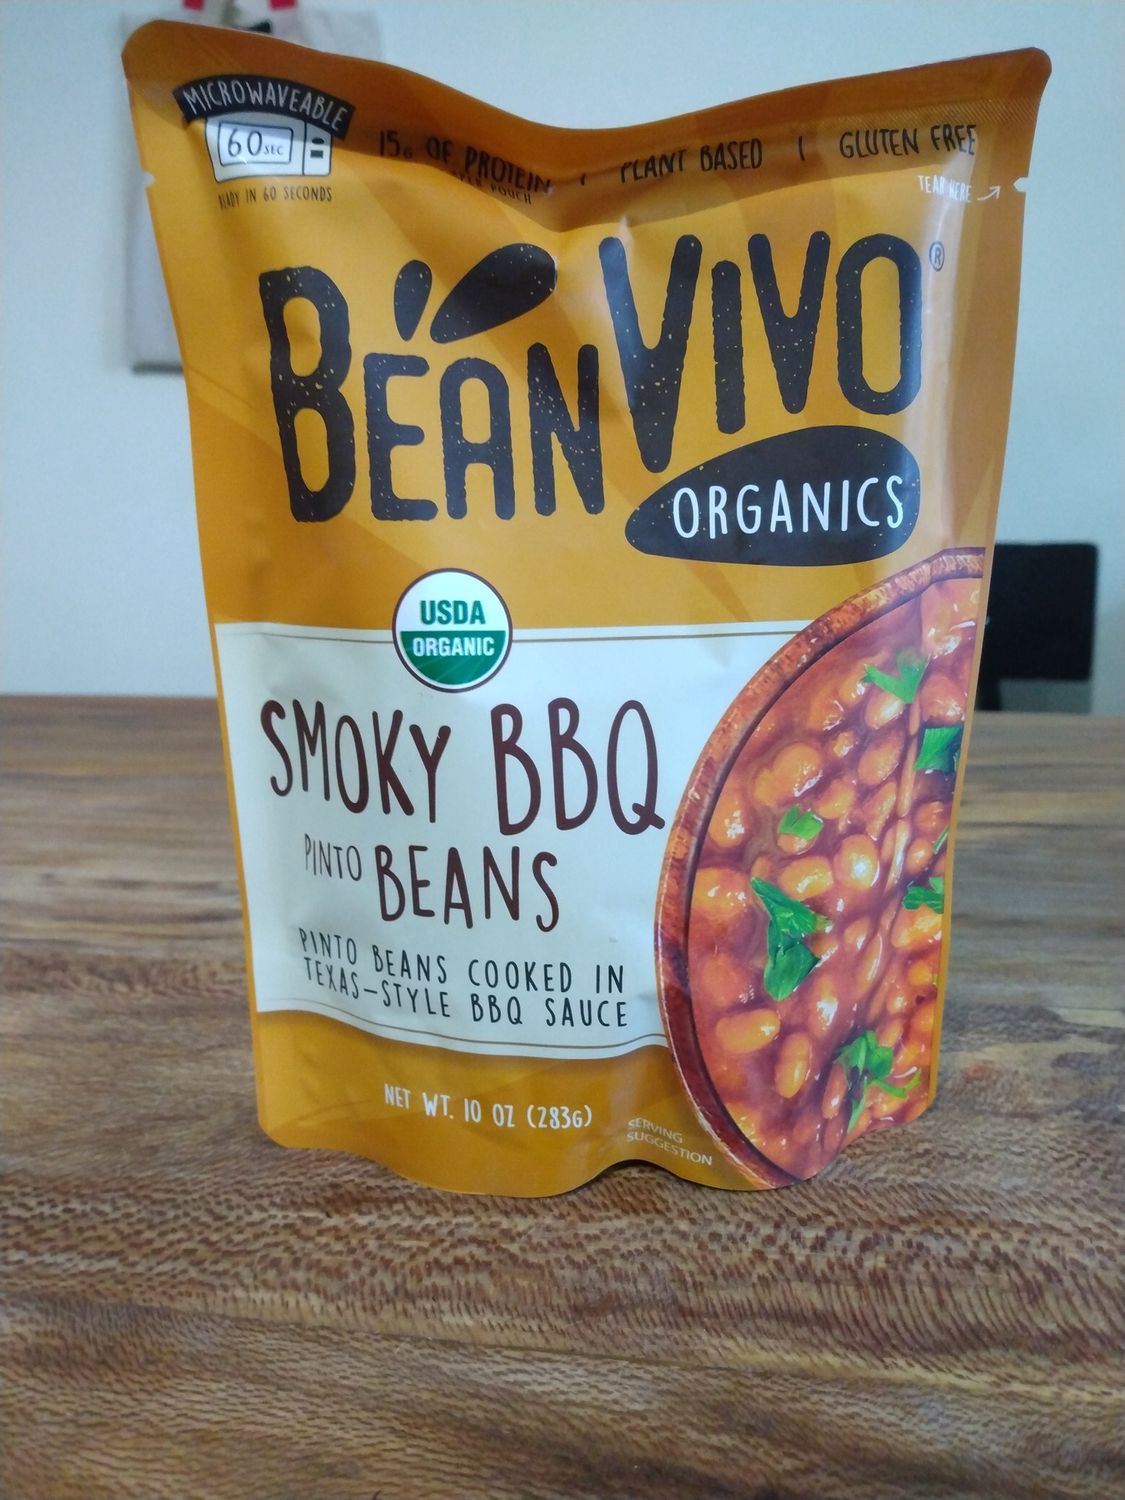 MICROWAVEABLE
60SEC
READY IN 60 SECONDS
15G OF PROTEIN | PLANT BASED | GLUTEN FREE
PER POUCH
TEAR HERE
BEANVIVO®
ORGANICS
USDA
ORGANIC
SMOKY BBQ
PINTO BEANS
PINTO BEANS COOKED IN
TEXAS-STYLE BBQ SAUCE
NET WT. 10 OZ (283G)
SERVING
SUGGESTION